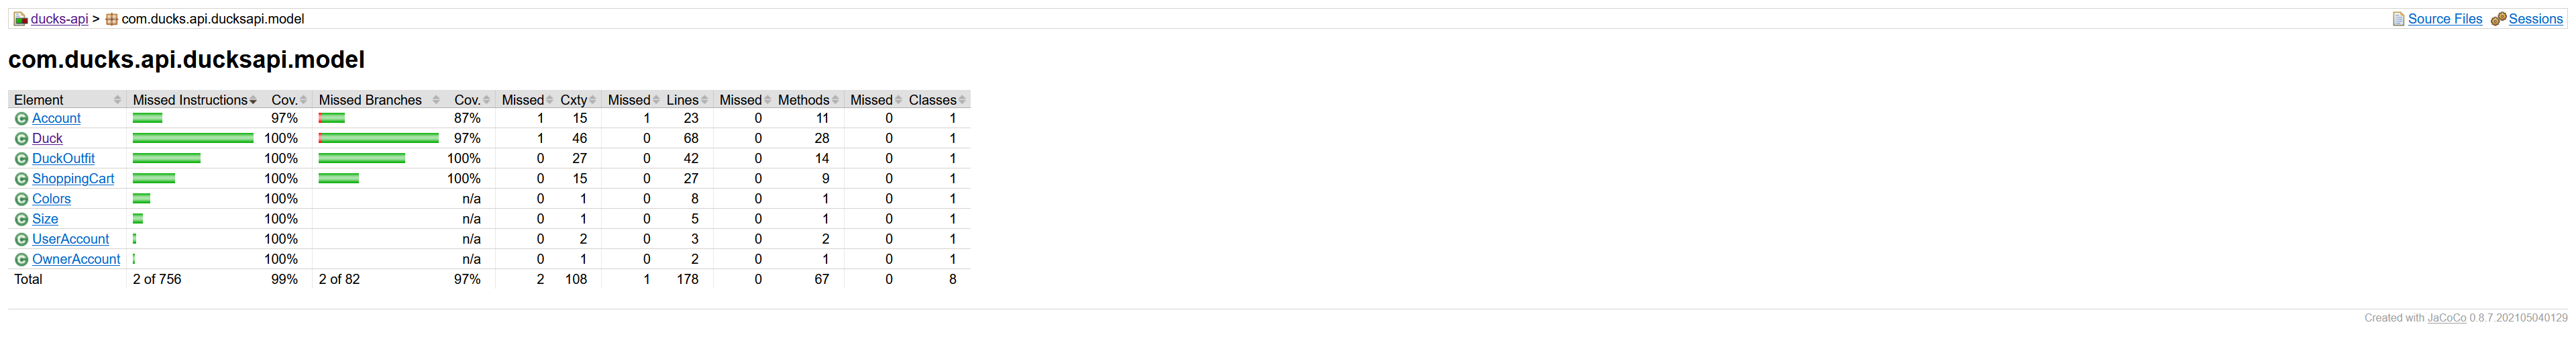 ducks-api > com.ducks.api.ducksapi.model Source Files Sessions
com.ducks.api.ducksapi.model
Element Missed Instructions Cov. Missed Branches Cov. Missed Cxty Missed Lines Missed Methods Missed Classes
Account 97% 87% 1 15 1 23 0 11 0 1
Duck 100% 97% 1 46 0 68 0 28 0 1
DuckOutfit 100% 100% 0 27 0 42 0 14 0 1
ShoppingCart 100% 100% 0 15 0 27 0 9 0 1
Colors 100% n/a 0 1 0 8 0 1 0 1
Size 100% n/a 0 1 0 5 0 1 0 1
UserAccount 100% n/a 0 2 0 3 0 2 0 1
OwnerAccount 100% n/a 0 1 0 2 0 1 0 1
Total 2 of 756 99% 2 of 82 97% 2 108 1 178 0 67 0 8
Created with JaCoCo 0.8.7.202105040129